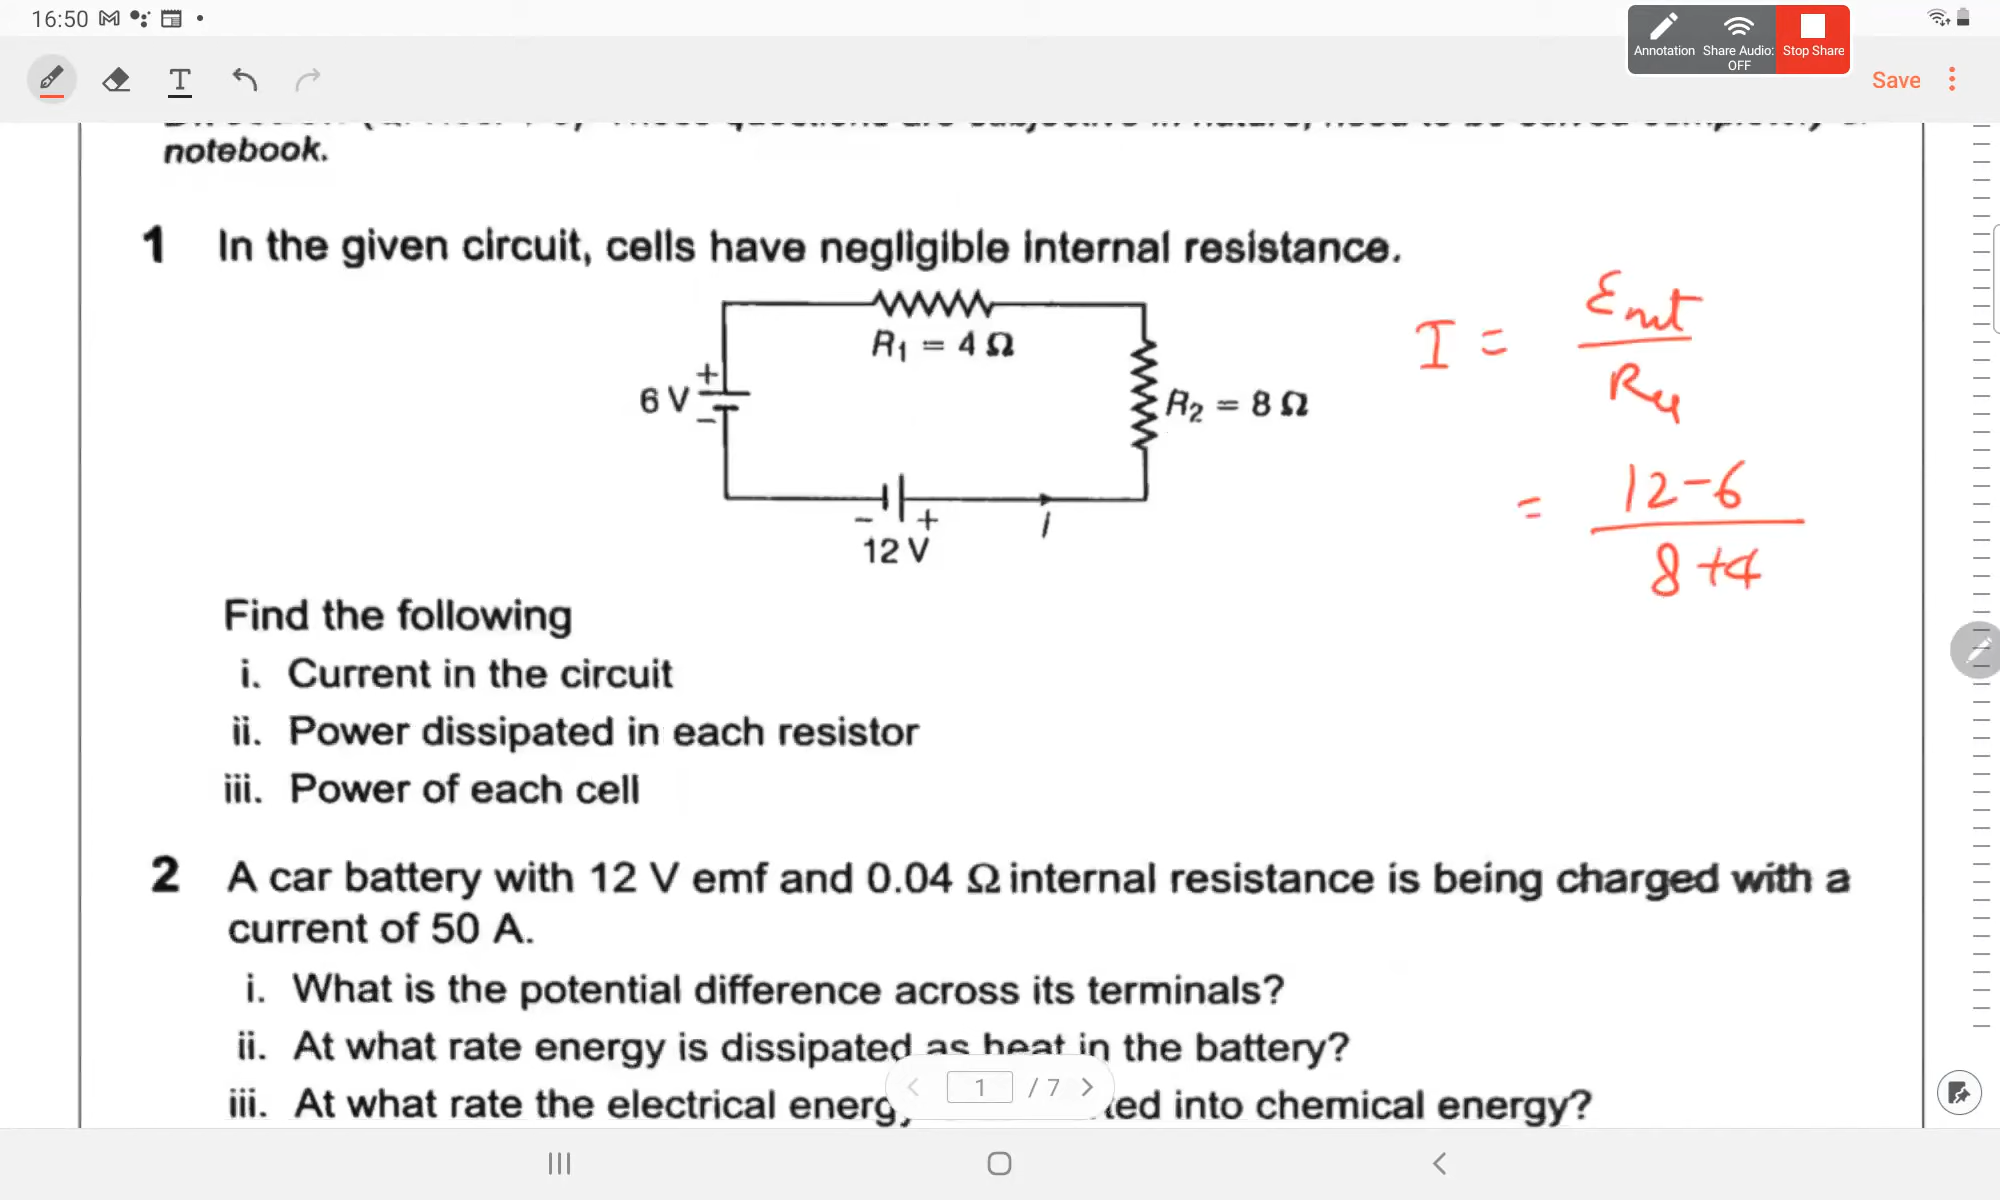 16:50
Annotation
Share Audio: OFF
Stop Share
T
Save
notebook.
1 In the given circuit, cells have negligible internal resistance.
R1 = 4 Ω
+
6 V
−
R2 = 8 Ω
− +
12 V
I
I = Enet / Req
= 12-6 / 8+4
Find the following
i. Current in the circuit
ii. Power dissipated in each resistor
iii. Power of each cell
2 A car battery with 12 V emf and 0.04 Ω internal resistance is being charged with a
current of 50 A.
i. What is the potential difference across its terminals?
ii. At what rate energy is dissipated as heat in the battery?
iii. At what rate the electrical energy into chemical energy?
1 / 7